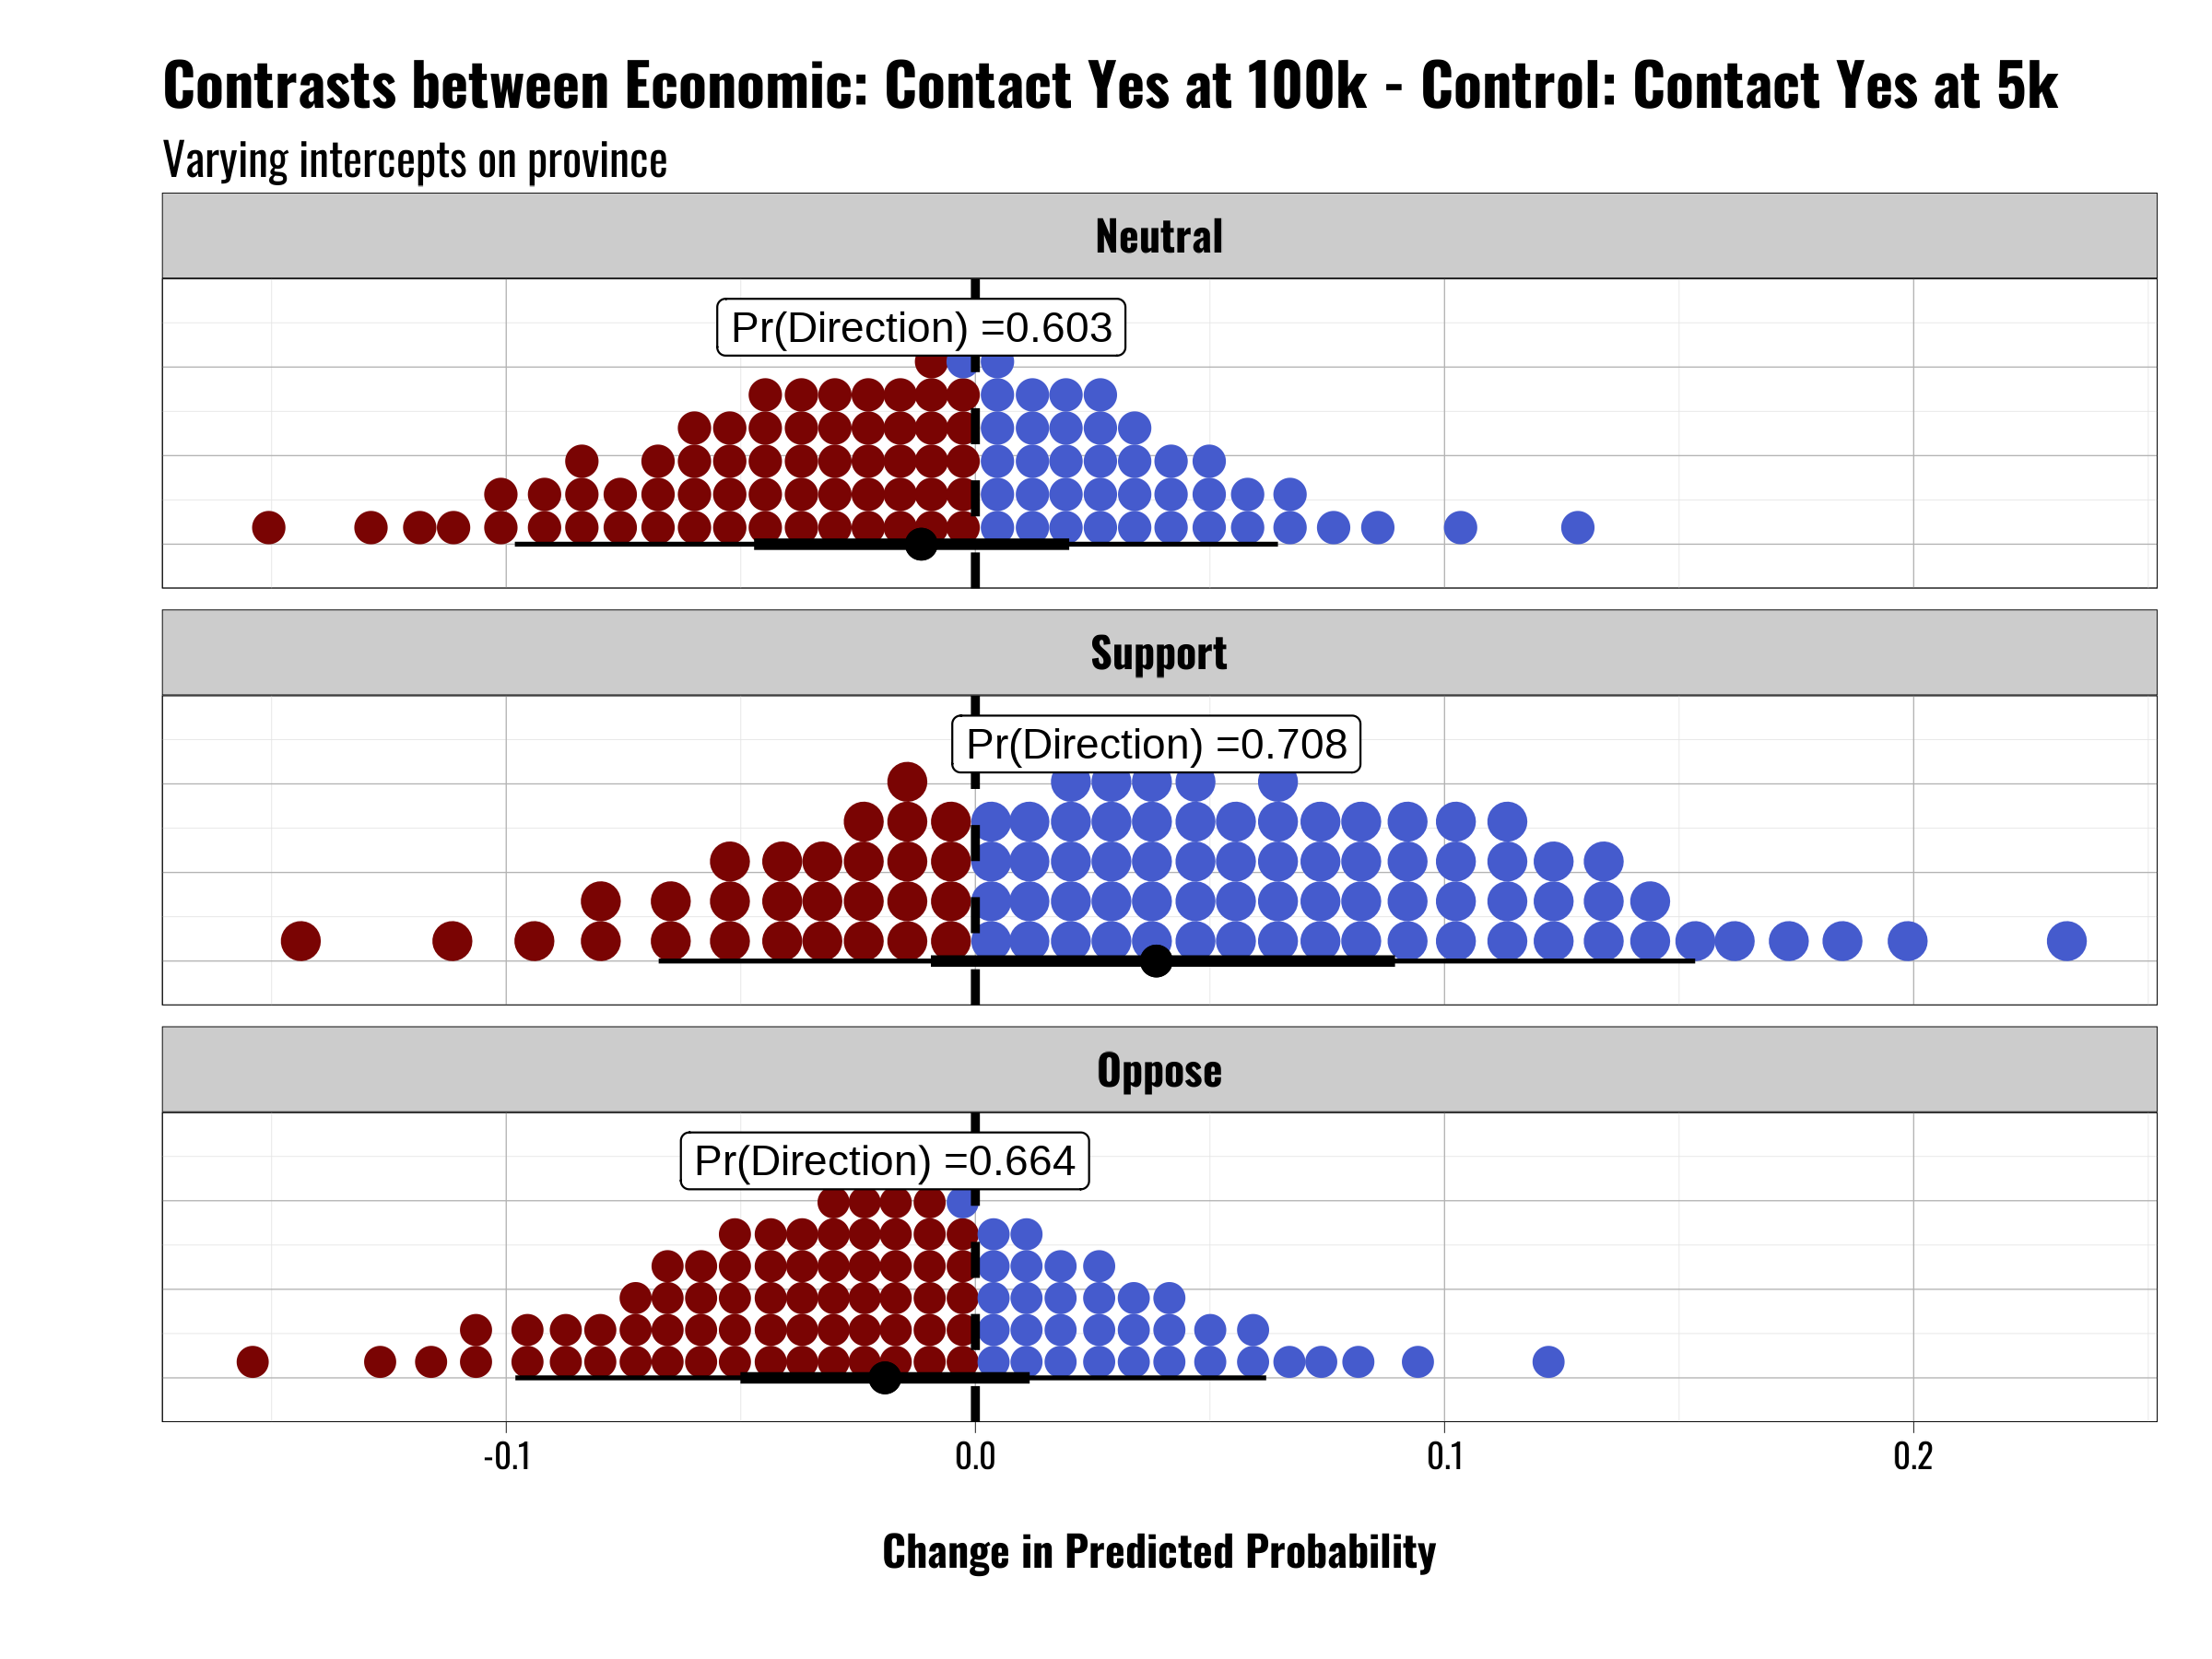 Contrasts between Economic: Contact Yes at 100k - Control: Contact Yes at 5k
Varying intercepts on province
Neutral
Pr(Direction) =0.603
Support
Pr(Direction) =0.708
Oppose
Pr(Direction) =0.664
-0.1 0.0 0.1 0.2
Change in Predicted Probability